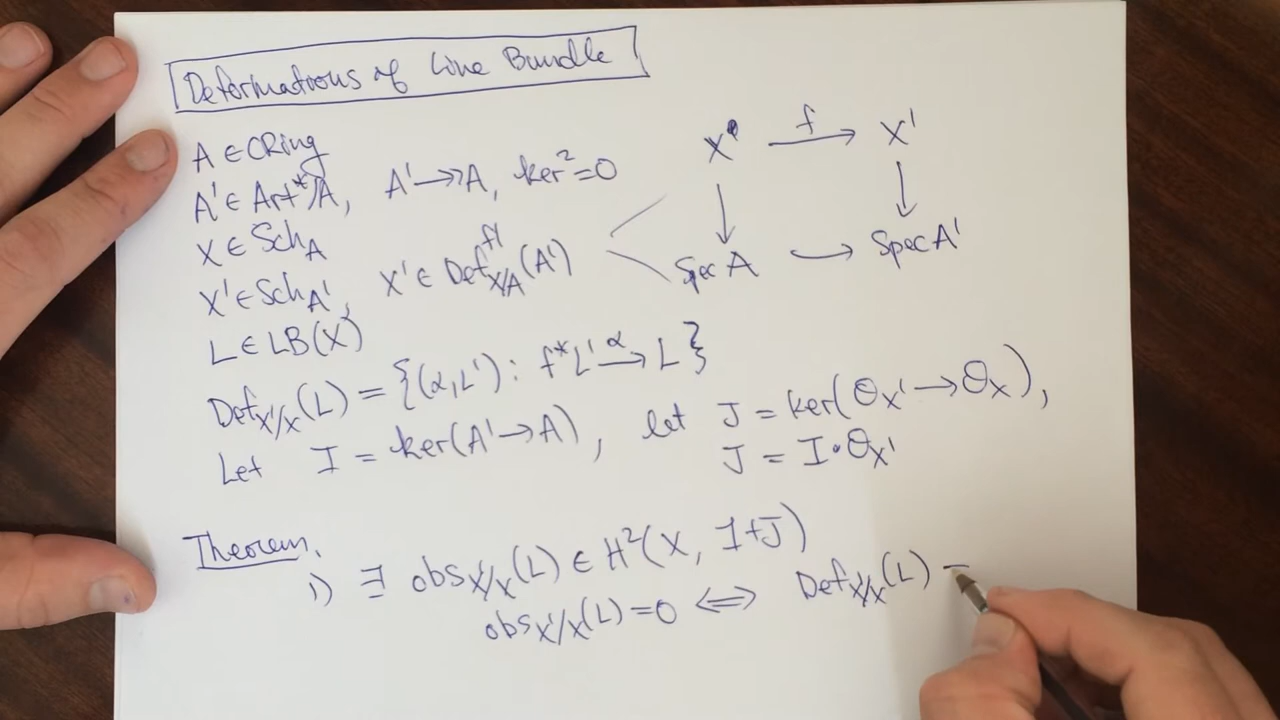 Deformations of Line Bundle
A ∈ CRing
A' ∈ Art*/A, A' ↠ A, ker²=0
X ∈ Sch_A
X' ∈ Sch_A', X' ∈ Def^fl_X/A(A')
X f→ X'
Spec A → Spec A'
L ∈ LB(X)
Def_X'/X(L) = {(α,L') : f*L' α→ L}
Let I = ker(A'→A), let J = ker(O_X' → O_X),
J = I·O_X'
Theorem.
1) ∃ obs_X'/X(L) ∈ H²(X, 1+J)
obs_X'/X(L)=0 ⇔ Def_X'/X(L)